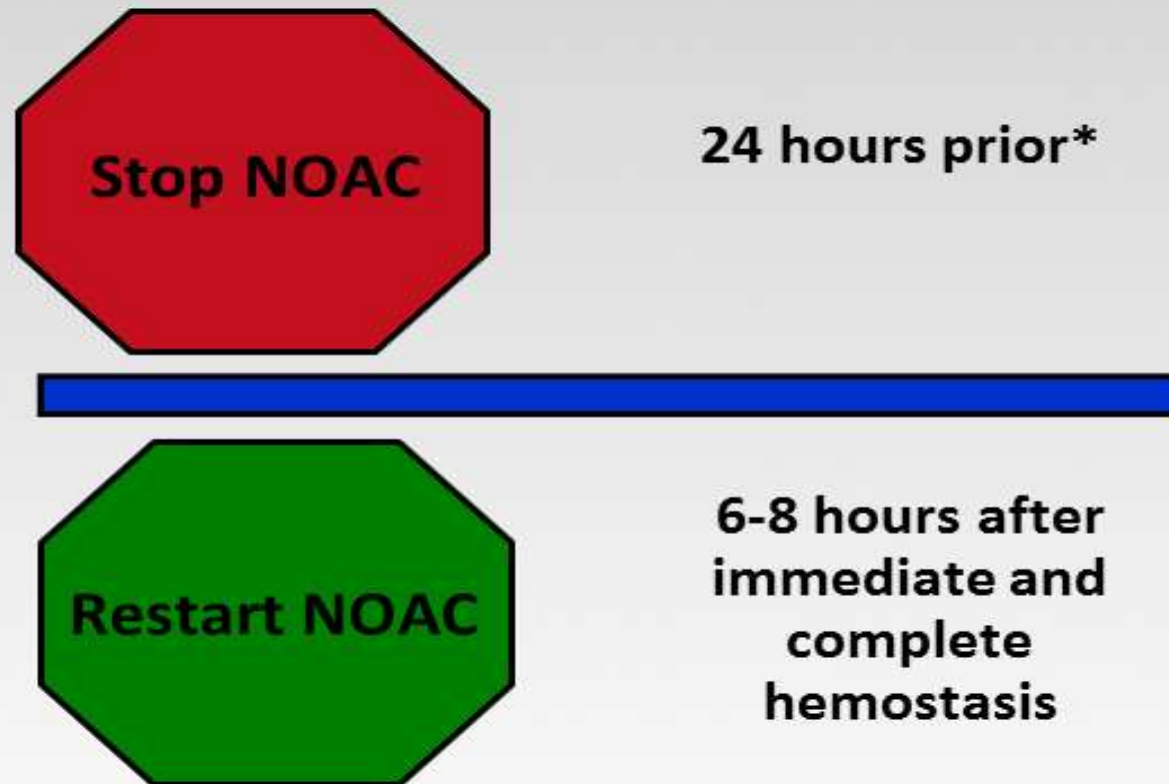 Stop NOAC
24 hours prior*
Restart NOAC
6-8 hours after
immediate and
complete
hemostasis